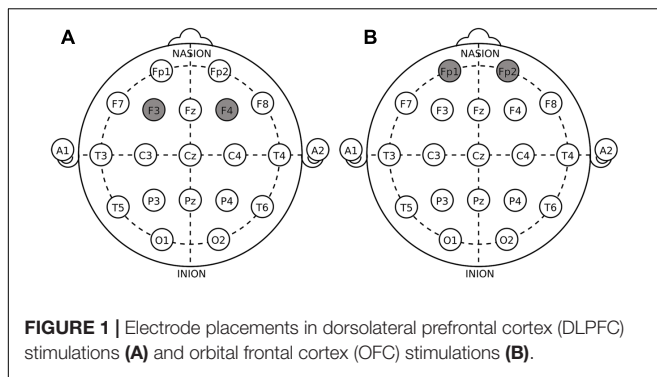 A
B
NASION
NASION
Fp1 Fp2
Fp1 Fp2
F7 F3 Fz F4 F8
F7 F3 Fz F4 F8
A1 T3 C3 Cz C4 T4 A2
A1 T3 C3 Cz C4 T4 A2
T5 P3 Pz P4 T6
T5 P3 Pz P4 T6
O1 O2
O1 O2
INION
INION
FIGURE 1 | Electrode placements in dorsolateral prefrontal cortex (DLPFC)
stimulations (A) and orbital frontal cortex (OFC) stimulations (B).